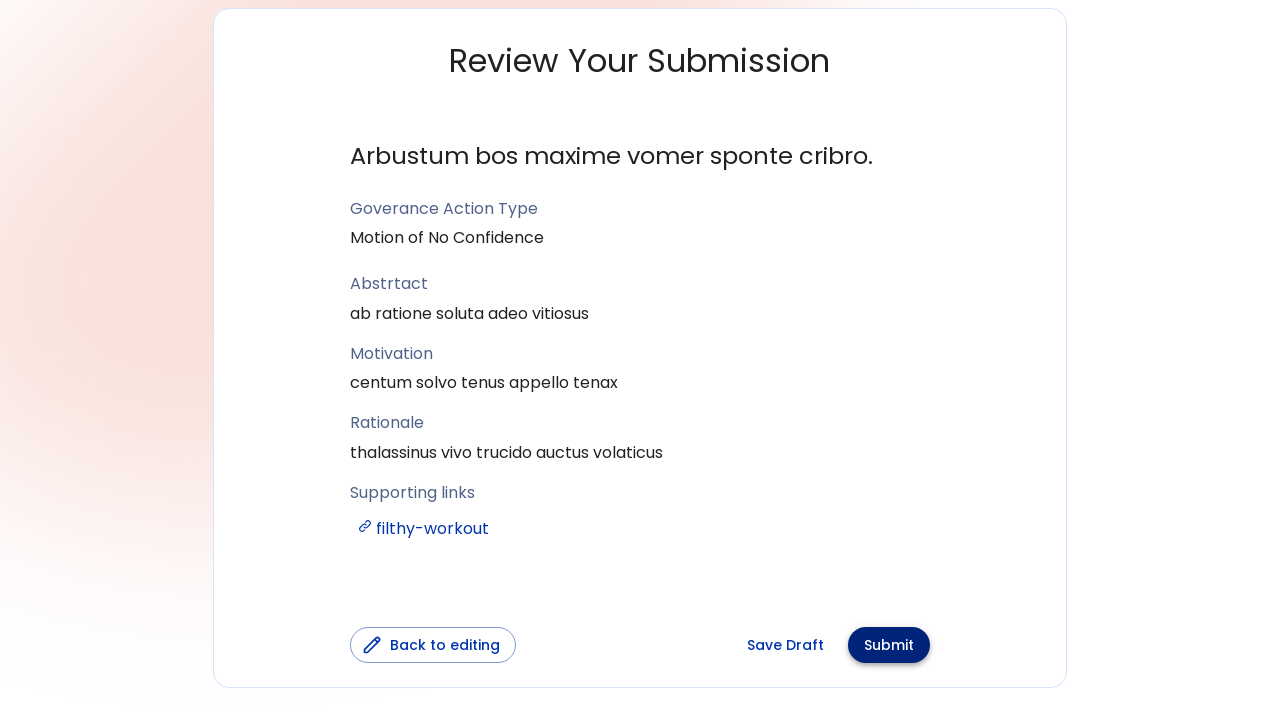 Review Your Submission
Arbustum bos maxime vomer sponte cribro.
Goverance Action Type
Motion of No Confidence
Abstrtact
ab ratione soluta adeo vitiosus
Motivation
centum solvo tenus appello tenax
Rationale
thalassinus vivo trucido auctus volaticus
Supporting links
filthy-workout
Back to editing
Save Draft
Submit